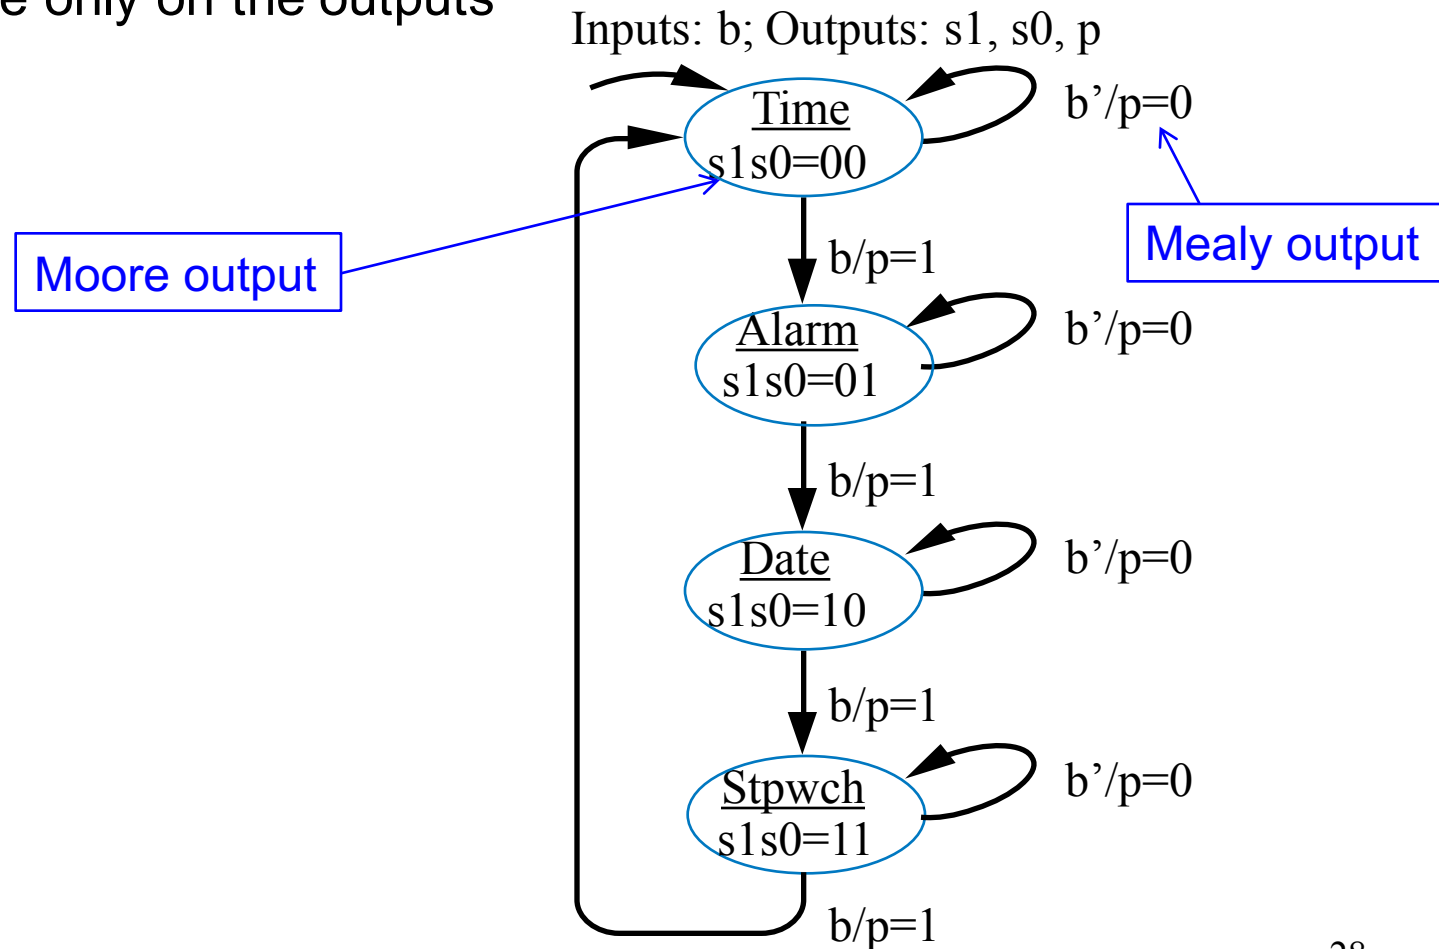 e only on the outputs
Inputs: b; Outputs: s1, s0, p
Time
s1s0=00
b’/p=0
Moore output
Mealy output
b/p=1
Alarm
s1s0=01
b’/p=0
b/p=1
Date
s1s0=10
b’/p=0
b/p=1
Stpwch
s1s0=11
b’/p=0
b/p=1